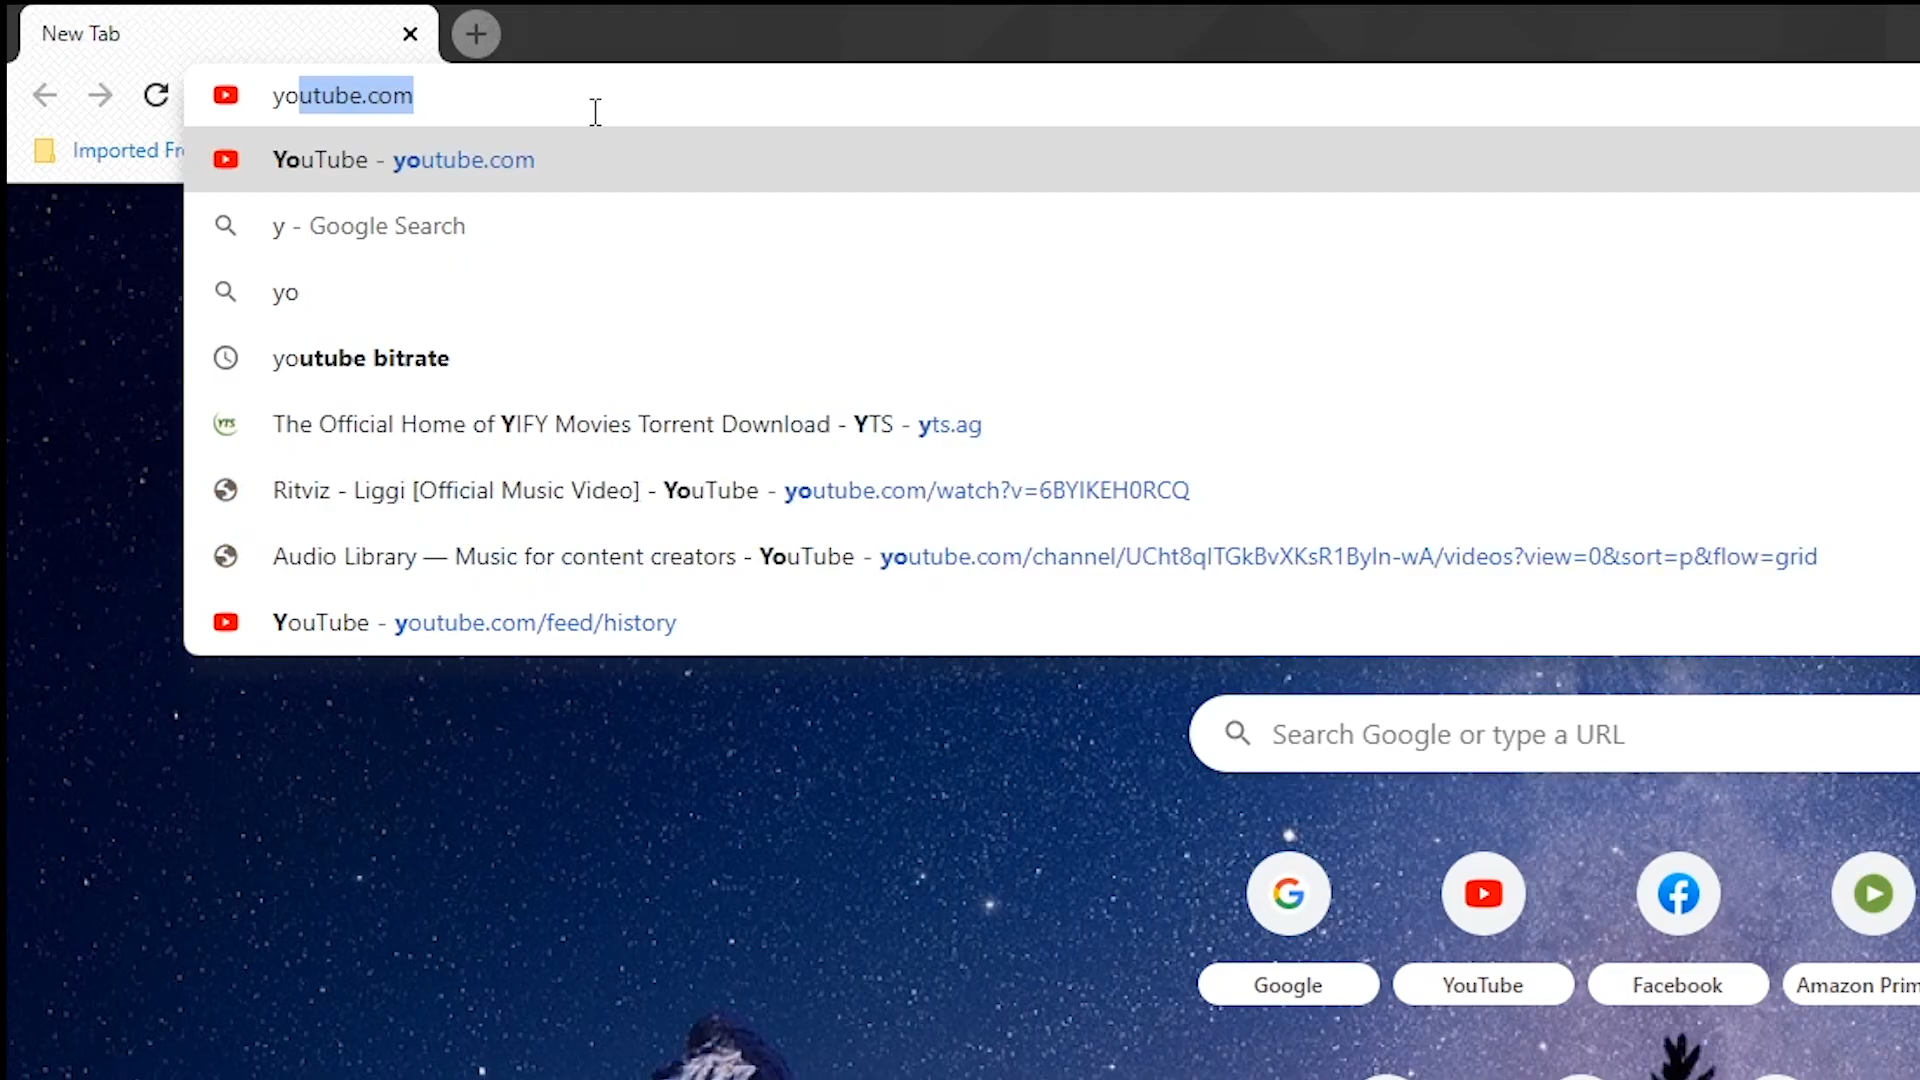 New Tab
youtube.com
Imported Fr
YouTube - youtube.com
y - Google Search
yo
youtube bitrate
YTS The Official Home of YIFY Movies Torrent Download - YTS - yts.ag
Ritviz - Liggi [Official Music Video] - YouTube - youtube.com/watch?v=6BYIKEH0RCQ
Audio Library — Music for content creators - YouTube - youtube.com/channel/UCht8qITGkBvXKsR1Byln-wA/videos?view=0&sort=p&flow=grid
YouTube - youtube.com/feed/history
Search Google or type a URL
Google YouTube Facebook Amazon Prim